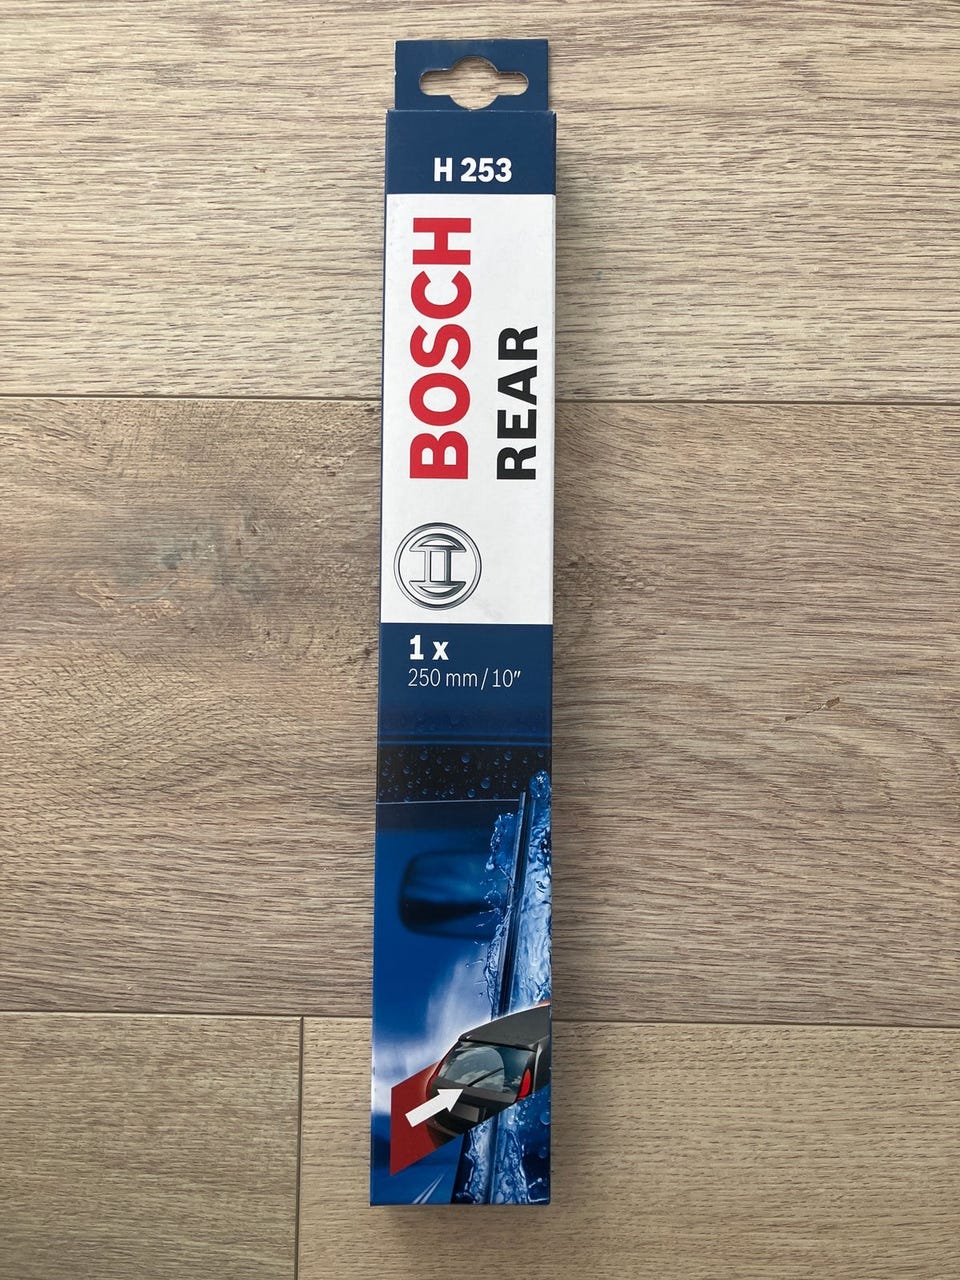 H 253
BOSCH
REAR
1 x
250 mm / 10″